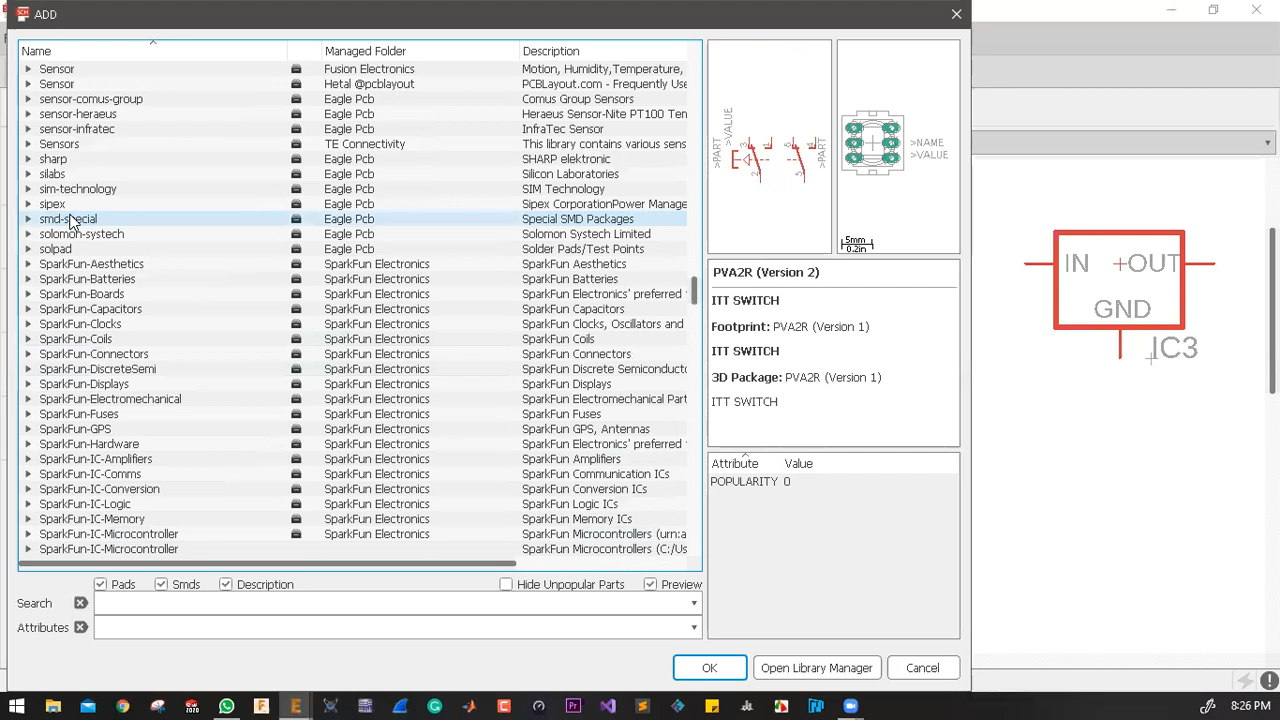 ADD
Name Managed Folder Description
Sensor Fusion Electronics Motion, Humidity,Temperature,
Sensor Hetal @pcblayout PCBLayout.com - Frequently Use
sensor-comus-group Eagle Pcb Comus Group Sensors
sensor-heraeus Eagle Pcb Heraeus Sensor-Nite PT100 Ten
sensor-infratec Eagle Pcb InfraTec Sensor
Sensors TE Connectivity This library contains various sens
sharp Eagle Pcb SHARP elektronic
silabs Eagle Pcb Silicon Laboratories
sim-technology Eagle Pcb SIM Technology
sipex Eagle Pcb Sipex CorporationPower Manage
smd-special Eagle Pcb Special SMD Packages
solomon-systech Eagle Pcb Solomon Systech Limited
solpad Eagle Pcb Solder Pads/Test Points
SparkFun-Aesthetics SparkFun Electronics SparkFun Aesthetics
SparkFun-Batteries SparkFun Electronics SparkFun Batteries
SparkFun-Boards SparkFun Electronics SparkFun Electronics' preferred
SparkFun-Capacitors SparkFun Electronics SparkFun Capacitors
SparkFun-Clocks SparkFun Electronics SparkFun Clocks, Oscillators and
SparkFun-Coils SparkFun Electronics SparkFun Coils
SparkFun-Connectors SparkFun Electronics SparkFun Connectors
SparkFun-DiscreteSemi SparkFun Electronics SparkFun Discrete Semiconducto
SparkFun-Displays SparkFun Electronics SparkFun Displays
SparkFun-Electromechanical SparkFun Electronics SparkFun Electromechanical Part
SparkFun-Fuses SparkFun Electronics SparkFun Fuses
SparkFun-GPS SparkFun Electronics SparkFun GPS, Antennas
SparkFun-Hardware SparkFun Electronics SparkFun Electronics' preferred
SparkFun-IC-Amplifiers SparkFun Electronics SparkFun Amplifiers
SparkFun-IC-Comms SparkFun Electronics SparkFun Communication ICs
SparkFun-IC-Conversion SparkFun Electronics SparkFun Conversion ICs
SparkFun-IC-Logic SparkFun Electronics SparkFun Logic ICs
SparkFun-IC-Memory SparkFun Electronics SparkFun Memory ICs
SparkFun-IC-Microcontroller SparkFun Electronics SparkFun Microcontrollers (urn:a
SparkFun-IC-Microcontroller SparkFun Microcontrollers (C:/Us
Pads Smds Description Hide Unpopular Parts Preview
Search
Attributes
>PART
>VALUE
>PART
>NAME
>VALUE
5mm
0.2in
PVA2R (Version 2)
ITT SWITCH
Footprint: PVA2R (Version 1)
ITT SWITCH
3D Package: PVA2R (Version 1)
ITT SWITCH
Attribute Value
POPULARITY 0
OK Open Library Manager Cancel
IN OUT
GND
IC3
8:26 PM